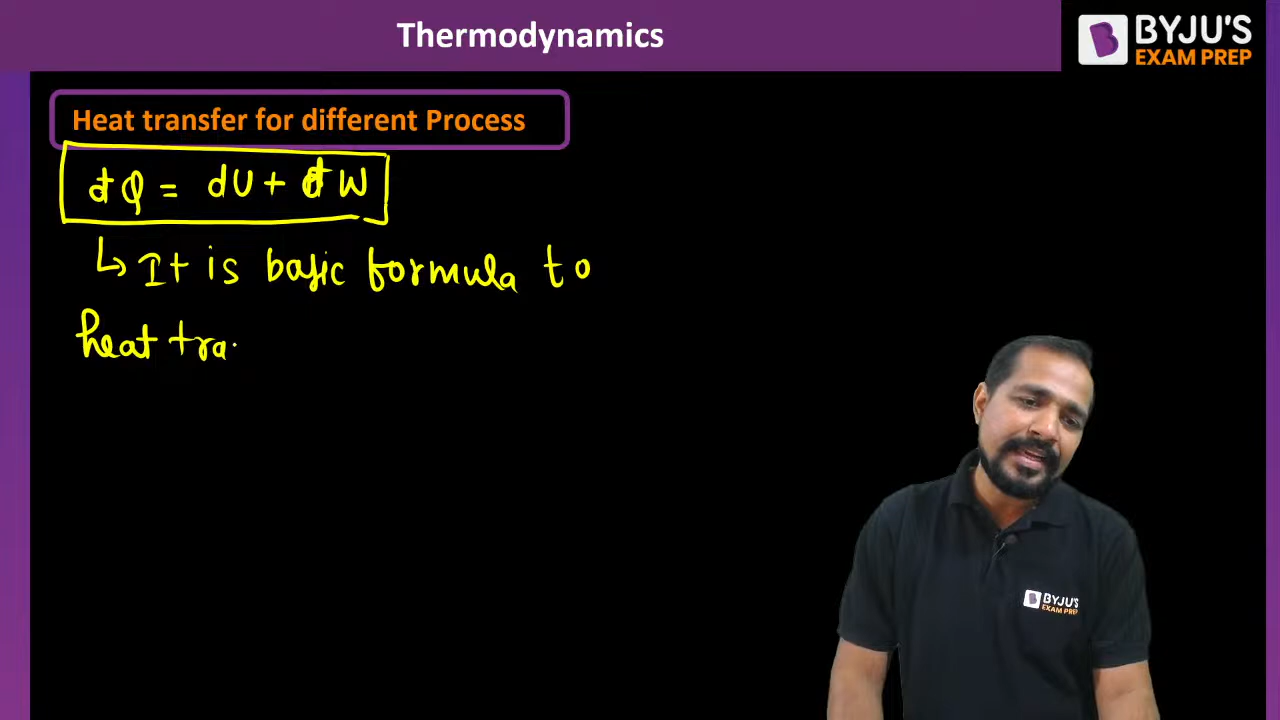 Thermodynamics
BYJU'S
EXAM PREP
Heat transfer for different Process
đQ = dU + đW
↳ It is basic formula to
heat tra
BYJU'S
EXAM PREP